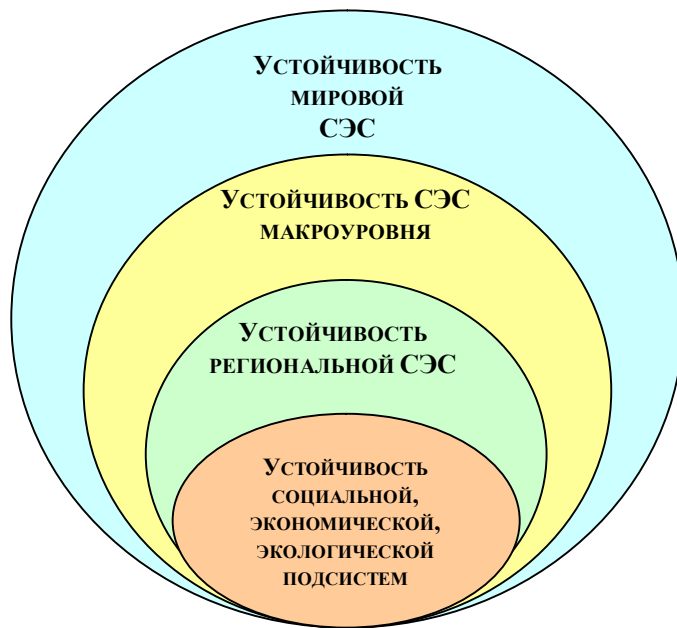 Устойчивость
мировой
СЭС
Устойчивость СЭС
макроуровня
Устойчивость
региональной СЭС
Устойчивость
социальной,
экономической,
экологической
подсистем